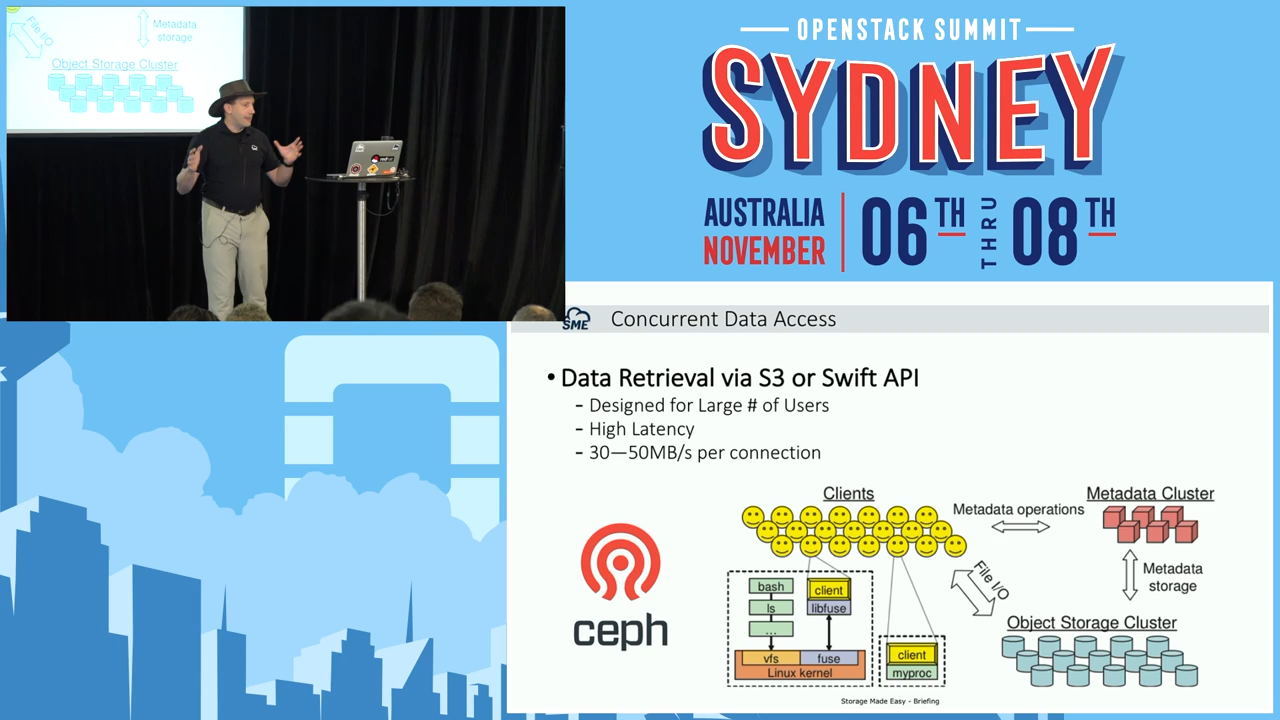 File I/O
Metadata
storage
Object Storage Cluster
redhat
OPENSTACK SUMMIT
SYDNEY
AUSTRALIA
NOVEMBER
06TH THRU 08TH
SME
Concurrent Data Access
• Data Retrieval via S3 or Swift API
- Designed for Large # of Users
- High Latency
- 30—50MB/s per connection
Clients
Metadata operations
Metadata Cluster
File I/O
Metadata
storage
Object Storage Cluster
bash
ls
...
client
libfuse
vfs
fuse
Linux kernel
client
myproc
ceph
Storage Made Easy - Briefing